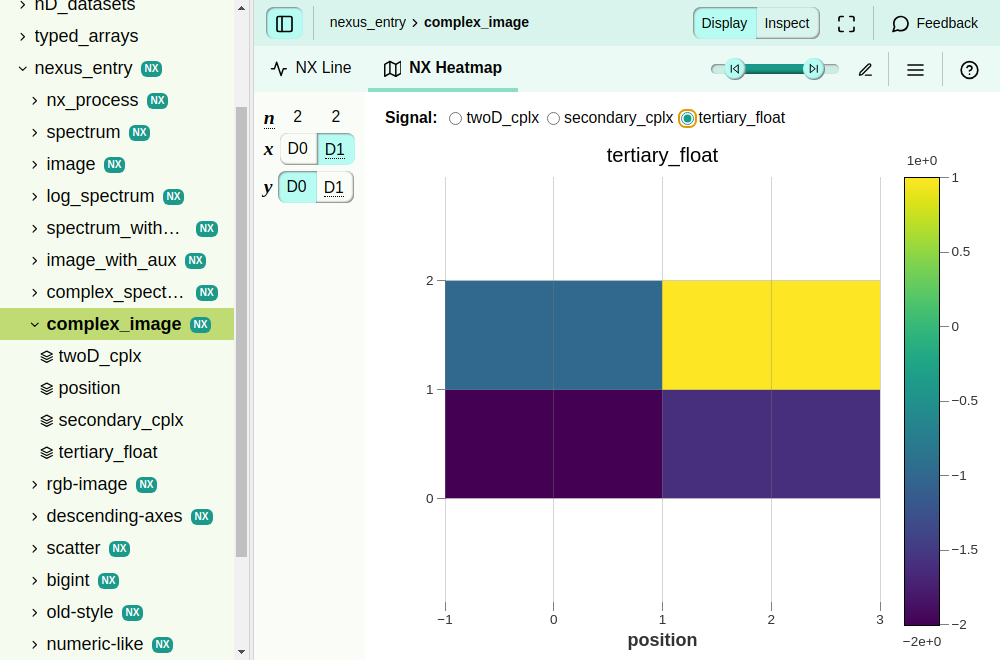 nD_datasets
typed_arrays
nexus_entry NX
nx_process NX
spectrum NX
image NX
log_spectrum NX
spectrum_with… NX
image_with_aux NX
complex_spect… NX
complex_image NX
twoD_cplx
position
secondary_cplx
tertiary_float
rgb-image NX
descending-axes NX
scatter NX
bigint NX
old-style NX
numeric-like NX
nexus_entry › complex_image
Display Inspect Feedback
NX Line NX Heatmap
n 2 2
x D0 D1
y D0 D1
Signal: twoD_cplx secondary_cplx tertiary_float
tertiary_float
2
1
0
−1 0 1 2 3
position
1e+0
1
0.5
0
−0.5
−1
−1.5
−2
−2e+0